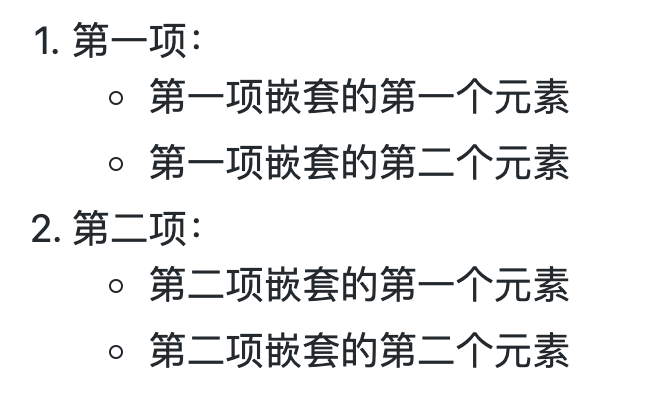 1. 第一项：
◦ 第一项嵌套的第一个元素
◦ 第一项嵌套的第二个元素
2. 第二项：
◦ 第二项嵌套的第一个元素
◦ 第二项嵌套的第二个元素